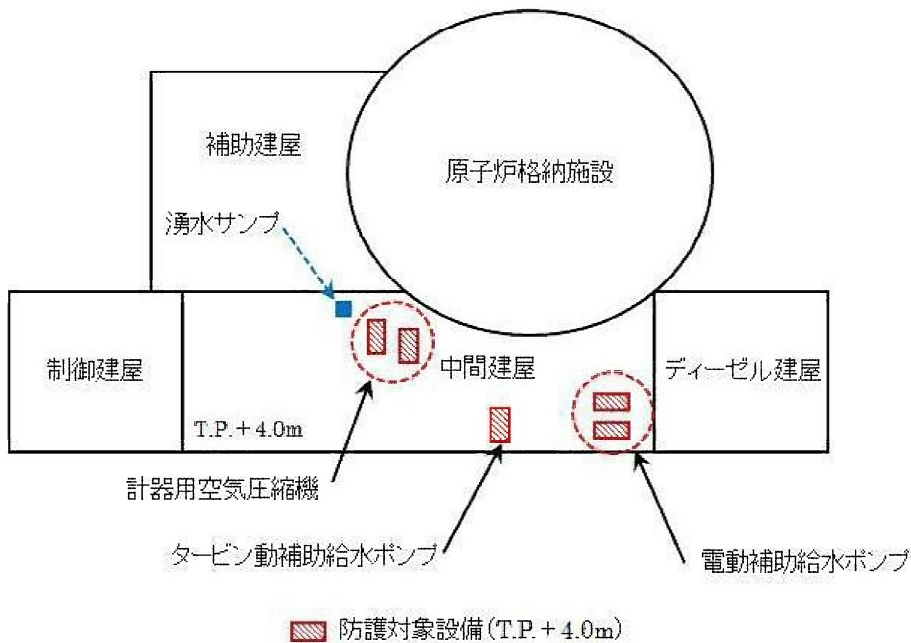 補助建屋
原子炉格納施設
湧水サンプ
制御建屋
中間建屋
ディーゼル建屋
T.P.+4.0m
計器用空気圧縮機
タービン動補助給水ポンプ
電動補助給水ポンプ
防護対象設備(T.P.+4.0m)